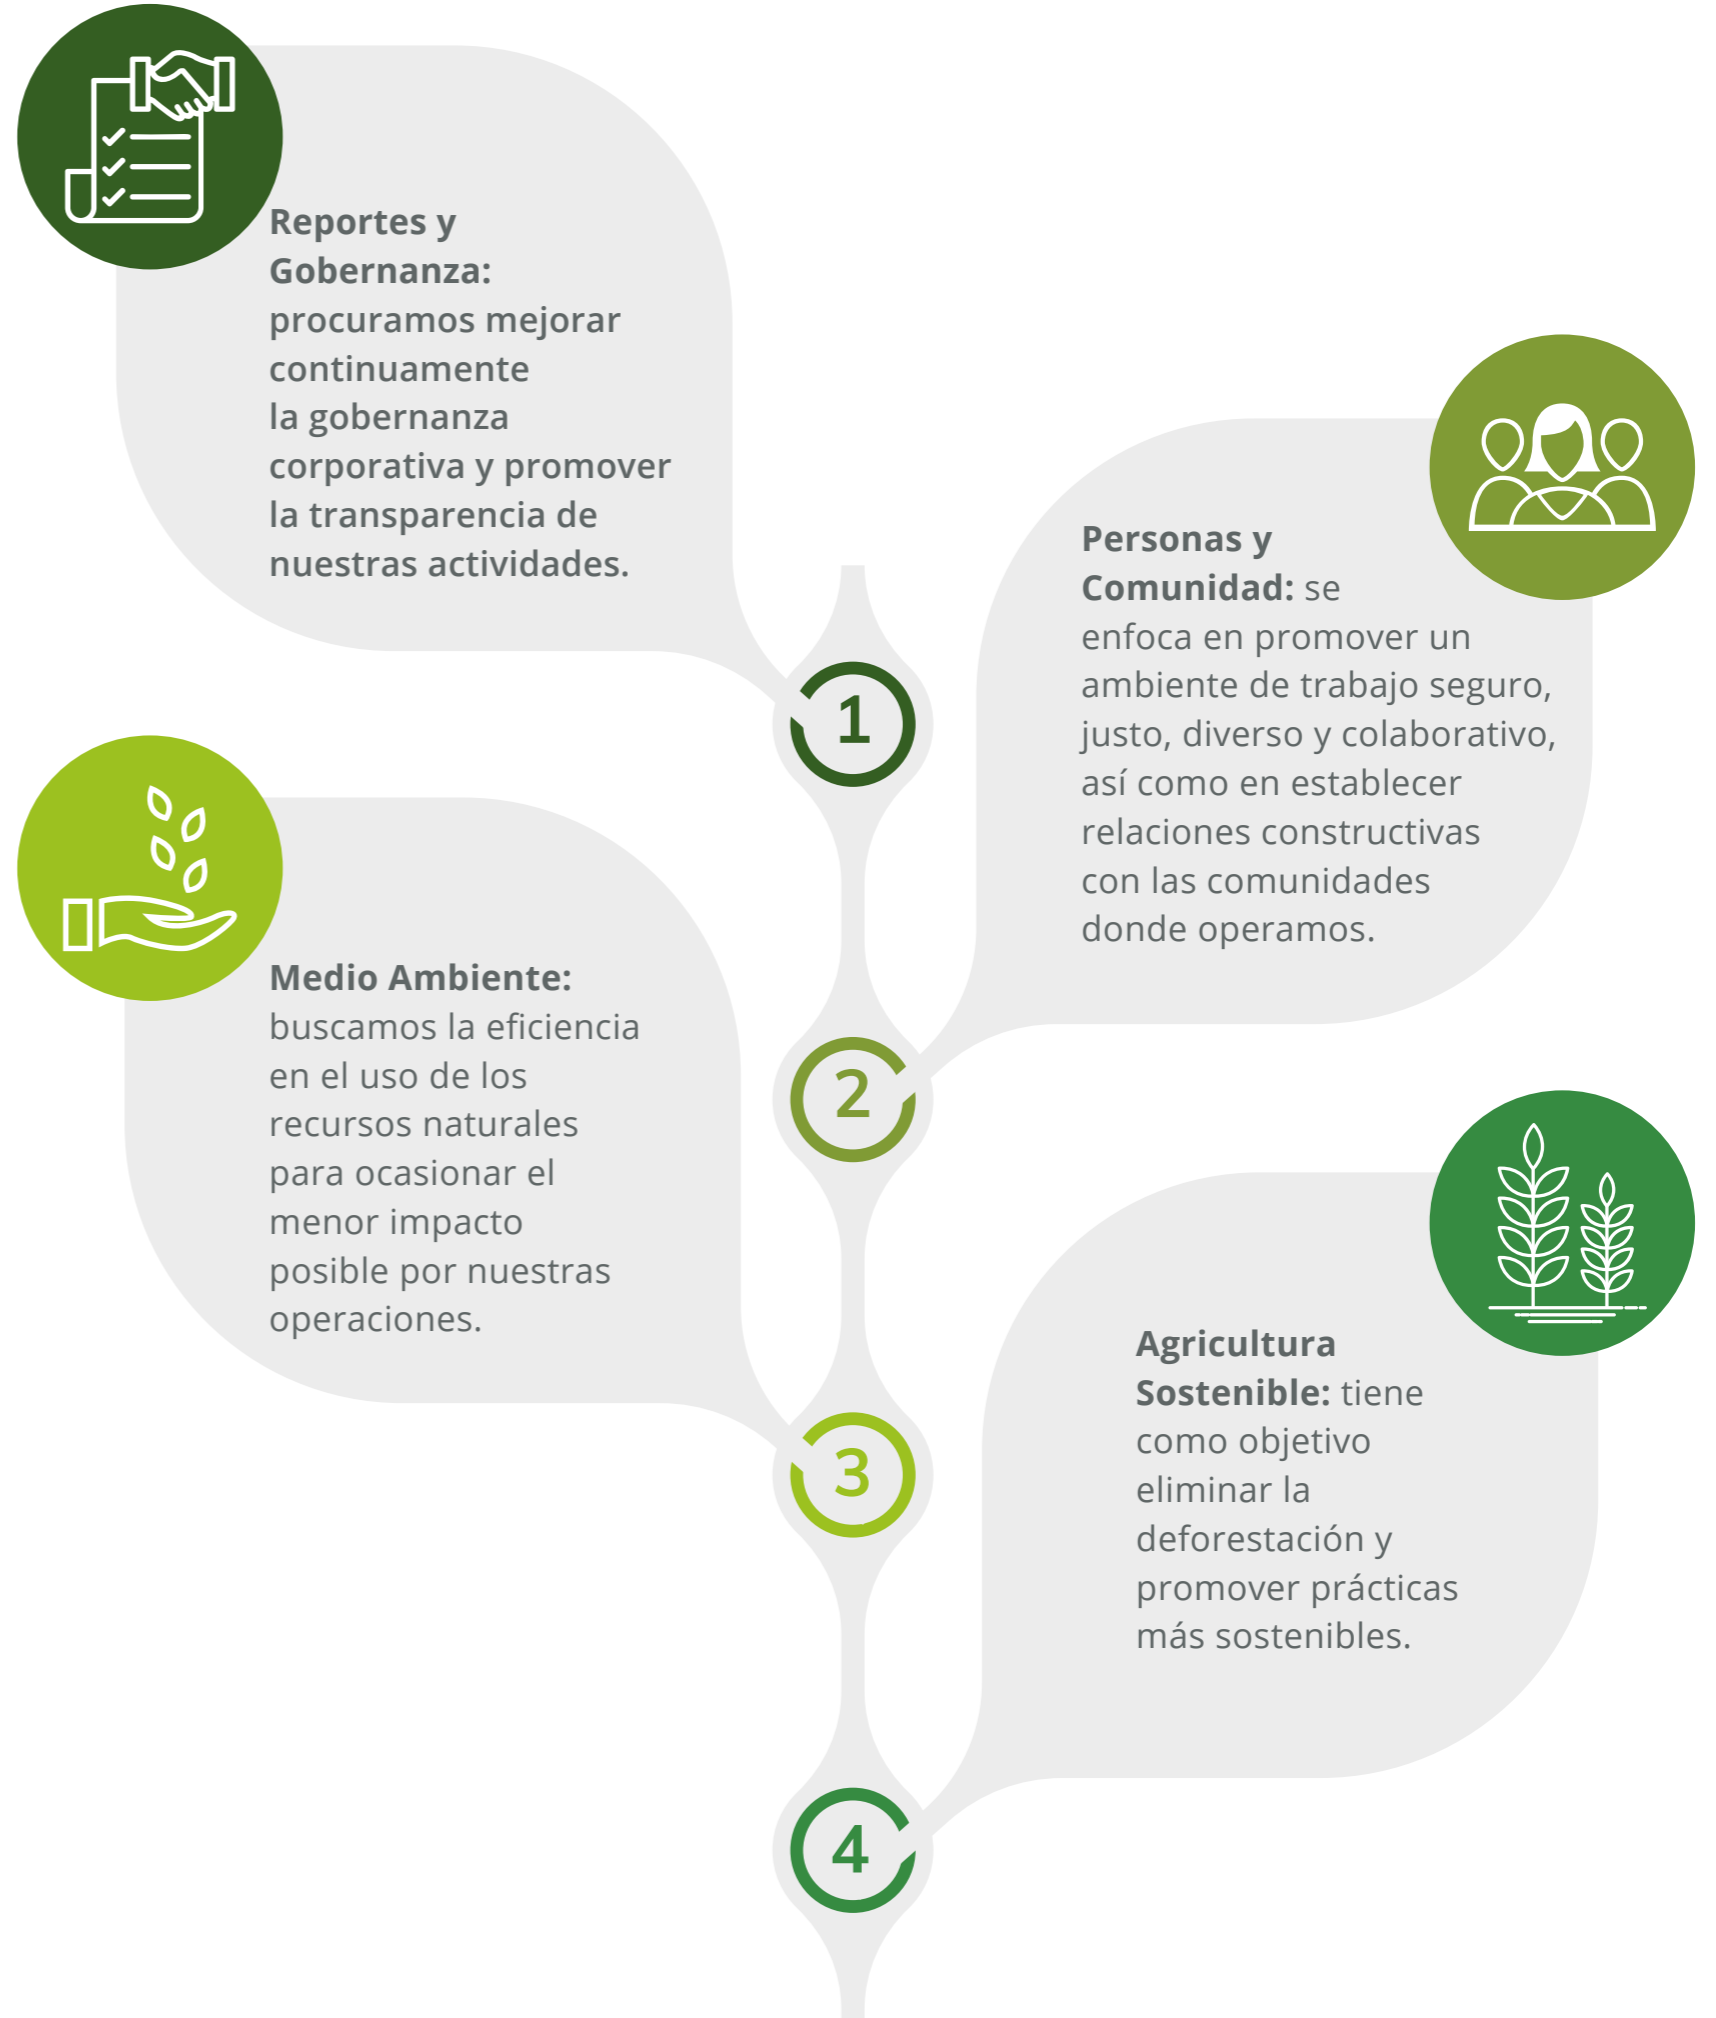 Reportes y
Gobernanza:
procuramos mejorar
continuamente
la gobernanza
corporativa y promover
la transparencia de
nuestras actividades.
1
Personas y
Comunidad: se
enfoca en promover un
ambiente de trabajo seguro,
justo, diverso y colaborativo,
así como en establecer
relaciones constructivas
con las comunidades
donde operamos.
2
Medio Ambiente:
buscamos la eficiencia
en el uso de los
recursos naturales
para ocasionar el
menor impacto
posible por nuestras
operaciones.
3
Agricultura
Sostenible: tiene
como objetivo
eliminar la
deforestación y
promover prácticas
más sostenibles.
4